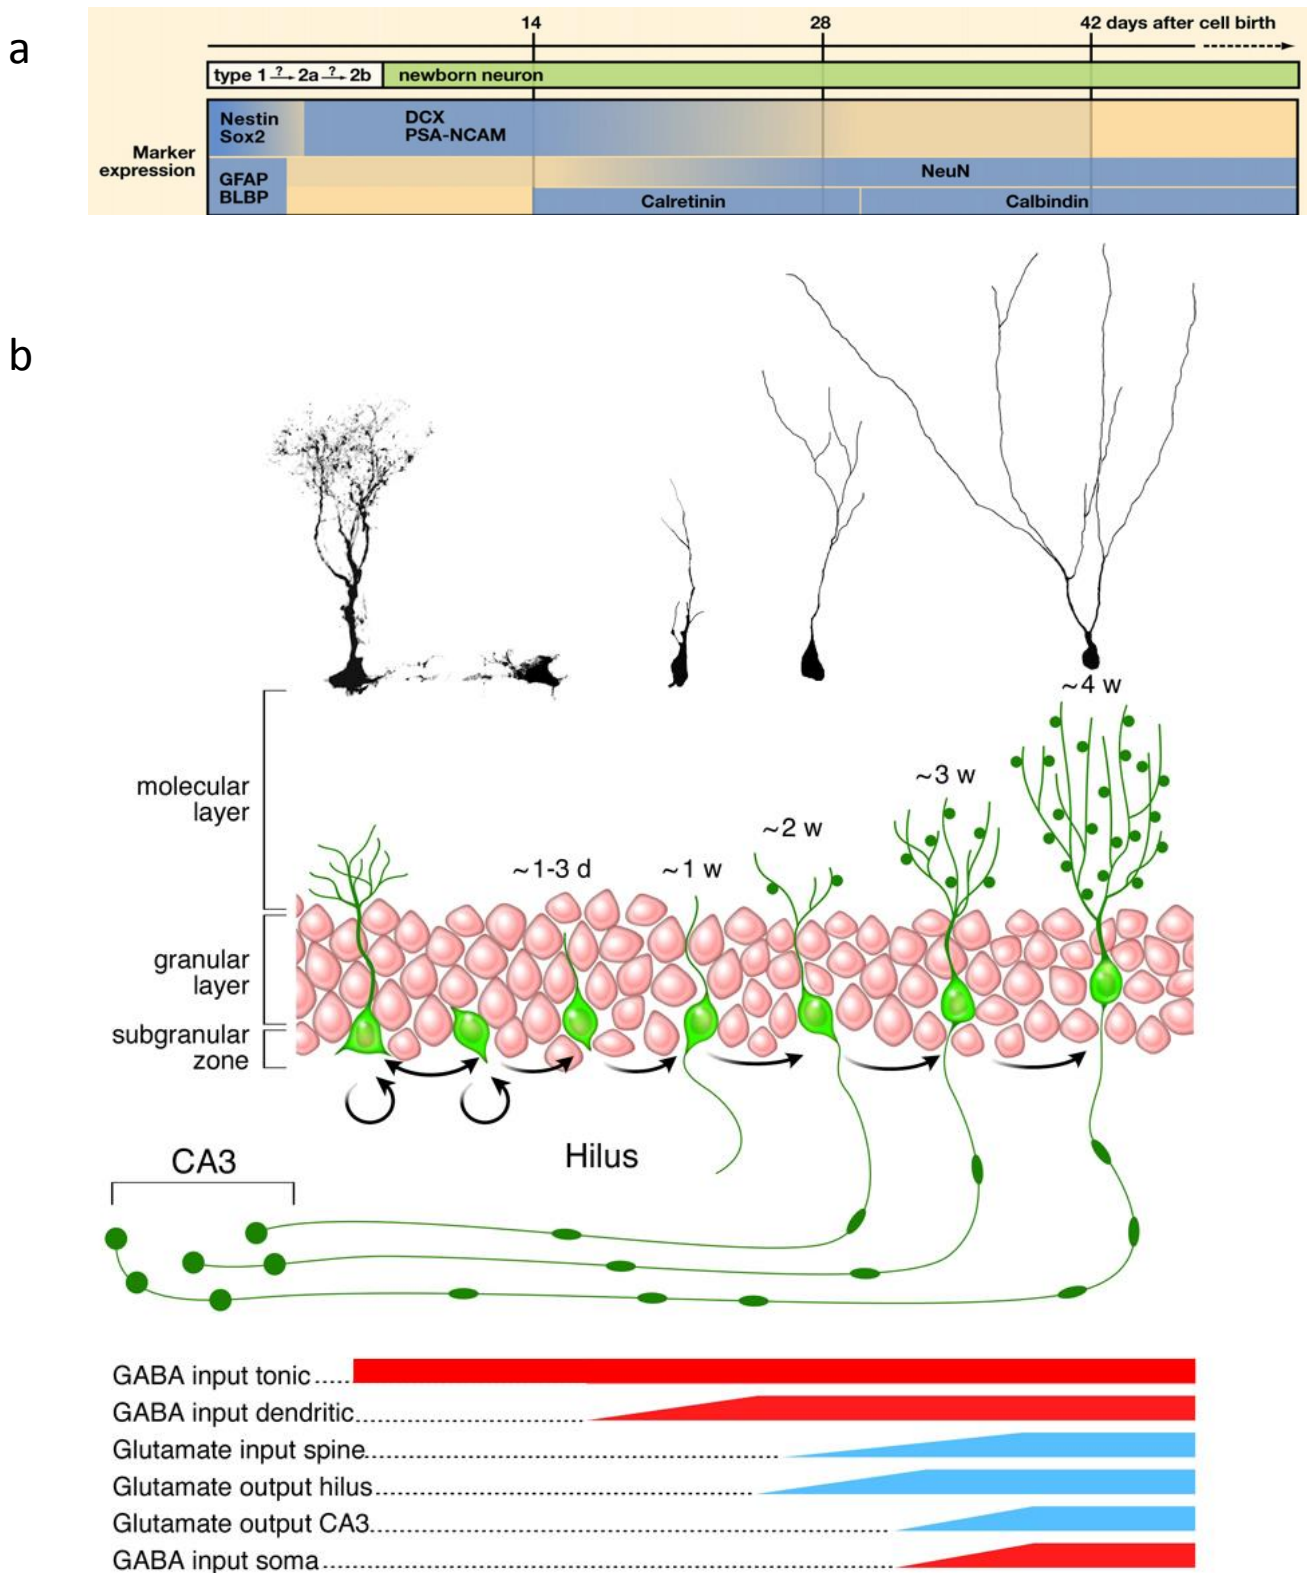 a
14 28 42 days after cell birth
type 1 ?→ 2a ?→ 2b newborn neuron
Nestin DCX
Sox2 PSA-NCAM
Marker
expression
NeuN
GFAP
BLBP
Calretinin Calbindin
b
~4 w
molecular
layer
~3 w
~2 w
~1-3 d ~1 w
granular
layer
subgranular
zone
CA3 Hilus
GABA input tonic
GABA input dendritic
Glutamate input spine
Glutamate output hilus
Glutamate output CA3
GABA input soma